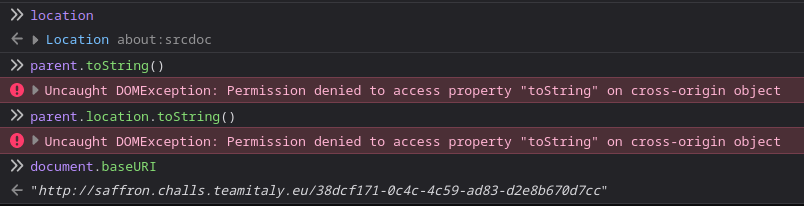 location
Location about:srcdoc
parent.toString()
Uncaught DOMException: Permission denied to access property "toString" on cross-origin object
parent.location.toString()
Uncaught DOMException: Permission denied to access property "toString" on cross-origin object
document.baseURI
"http://saffron.challs.teamitaly.eu/38dcf171-0c4c-4c59-ad83-d2e8b670d7cc"